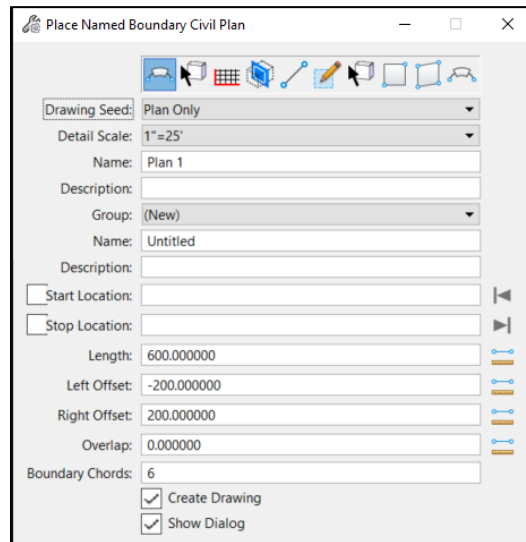 Place Named Boundary Civil Plan
Drawing Seed: Plan Only
Detail Scale: 1"=25'
Name: Plan 1
Description:
Group: (New)
Name: Untitled
Description:
Start Location:
Stop Location:
Length: 600.000000
Left Offset: -200.000000
Right Offset: 200.000000
Overlap: 0.000000
Boundary Chords: 6
Create Drawing
Show Dialog